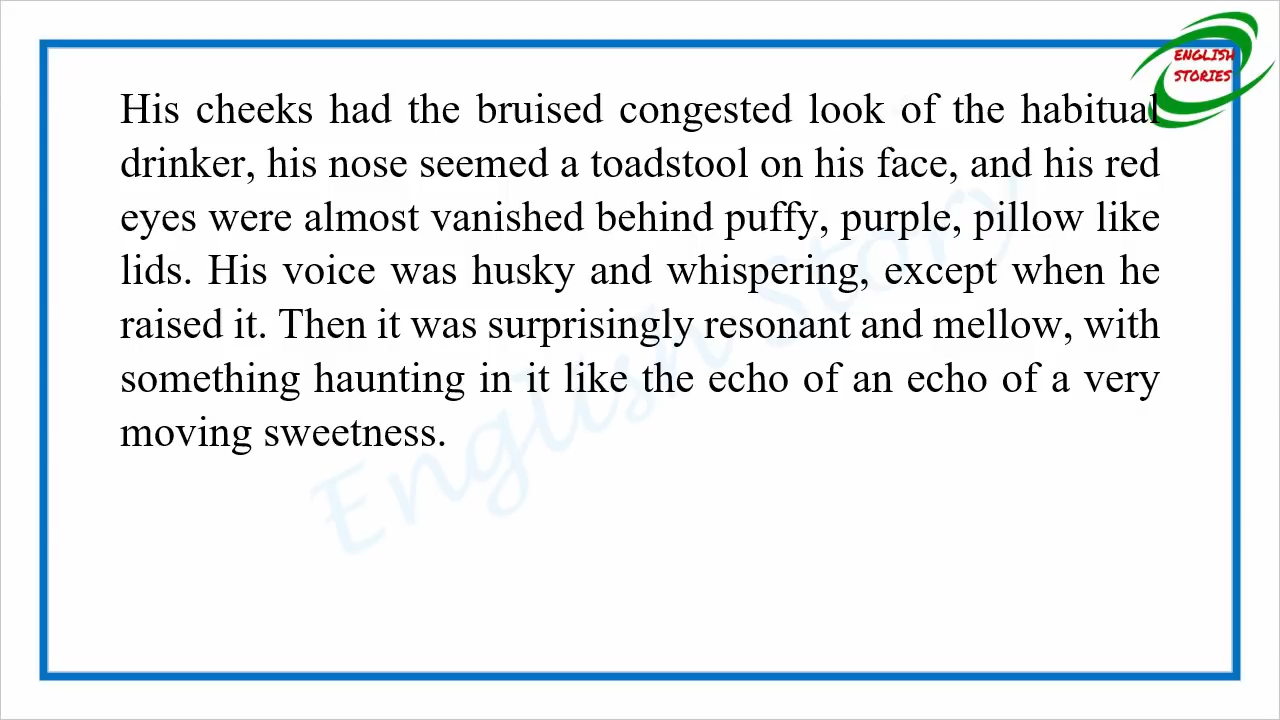 ENGLISH
STORIES
His cheeks had the bruised congested look of the habitual
drinker, his nose seemed a toadstool on his face, and his red
eyes were almost vanished behind puffy, purple, pillow like
lids. His voice was husky and whispering, except when he
raised it. Then it was surprisingly resonant and mellow, with
something haunting in it like the echo of an echo of a very
moving sweetness.
English Story